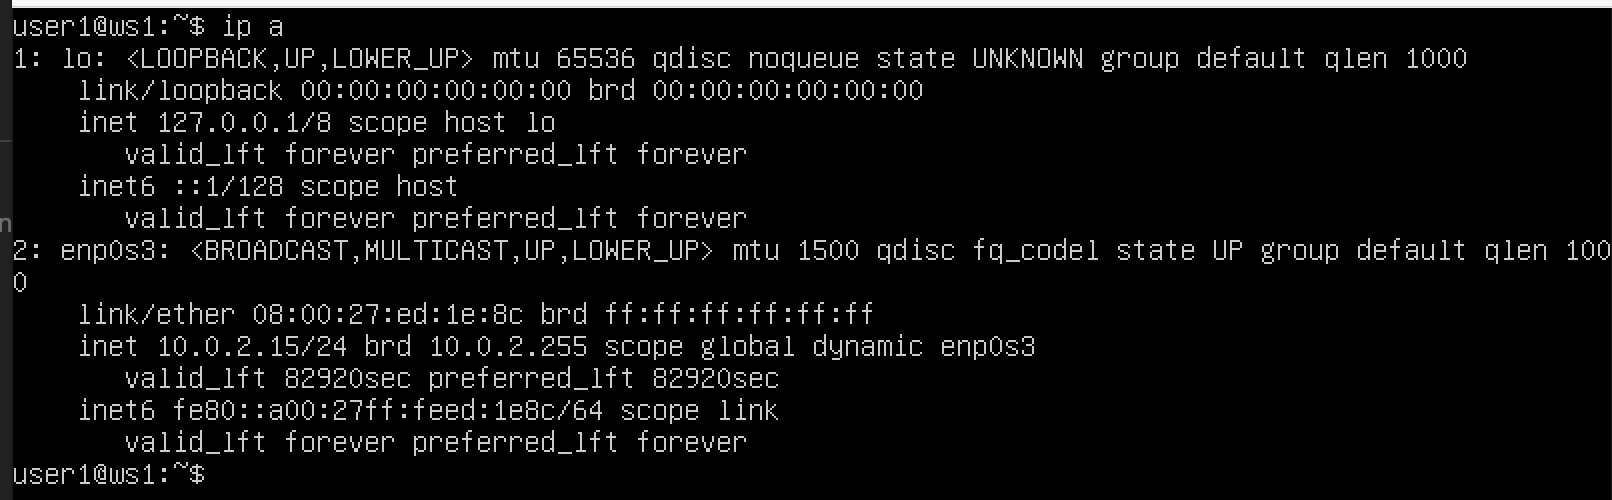 user1@ws1:~$ ip a
1: lo: <LOOPBACK,UP,LOWER_UP> mtu 65536 qdisc noqueue state UNKNOWN group default qlen 1000
    link/loopback 00:00:00:00:00:00 brd 00:00:00:00:00:00
    inet 127.0.0.1/8 scope host lo
       valid_lft forever preferred_lft forever
    inet6 ::1/128 scope host
       valid_lft forever preferred_lft forever
2: enp0s3: <BROADCAST,MULTICAST,UP,LOWER_UP> mtu 1500 qdisc fq_codel state UP group default qlen 100
0
    link/ether 08:00:27:ed:1e:8c brd ff:ff:ff:ff:ff:ff
    inet 10.0.2.15/24 brd 10.0.2.255 scope global dynamic enp0s3
       valid_lft 82920sec preferred_lft 82920sec
    inet6 fe80::a00:27ff:feed:1e8c/64 scope link
       valid_lft forever preferred_lft forever
user1@ws1:~$